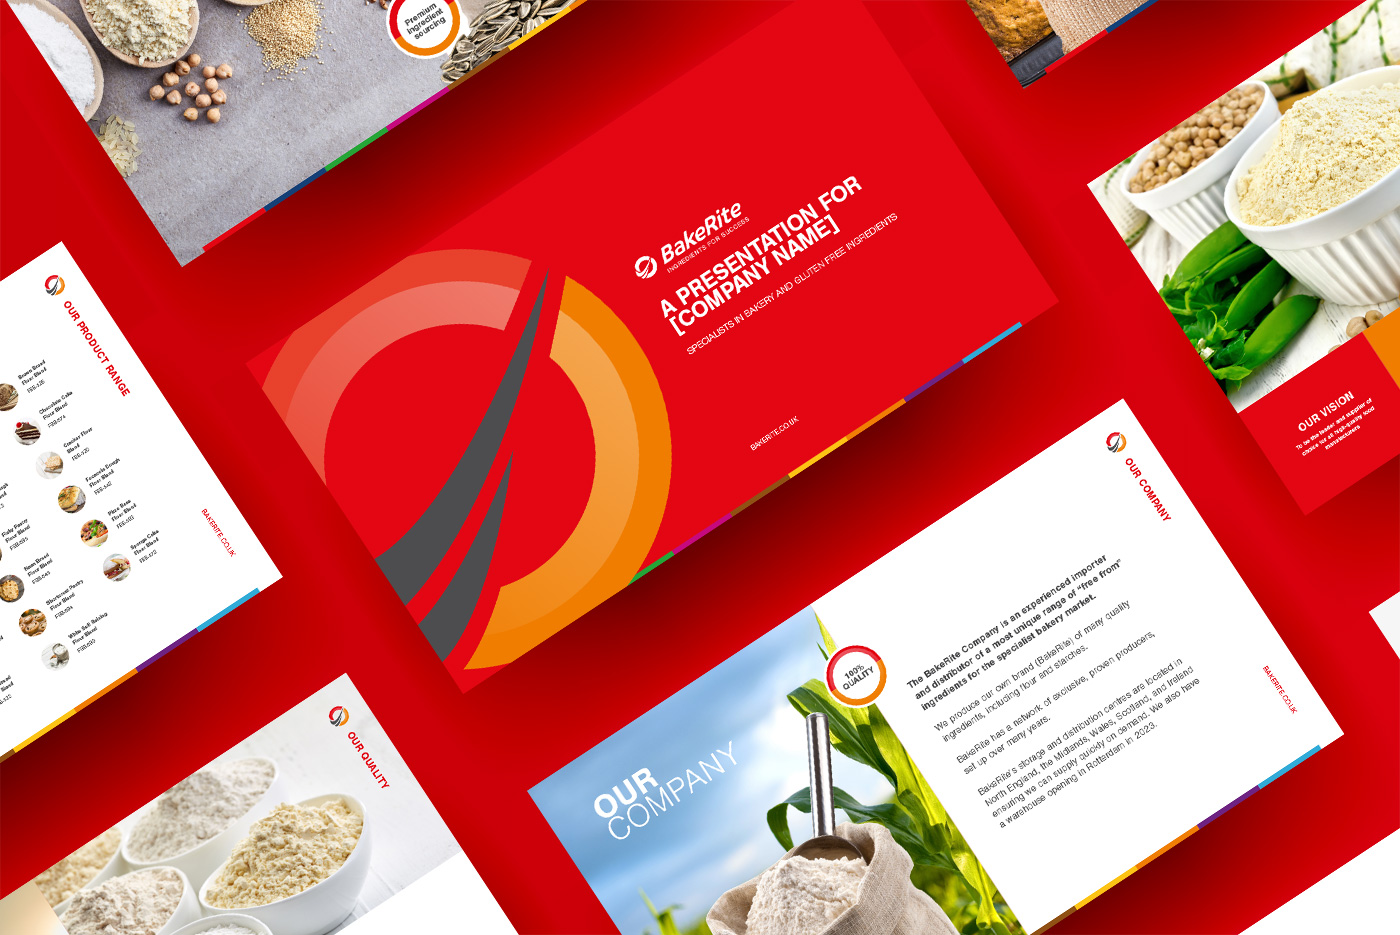 Premium
ingredient
sourcing
BakeRite
INGREDIENTS FOR SUCCESS
A PRESENTATION FOR
[COMPANY NAME]
SPECIALISTS IN BAKERY AND GLUTEN FREE INGREDIENTS
BAKERITE.CO.UK
OUR PRODUCT RANGE
Brown Bread
Flour Blend
Chocolate Cake
Flour Blend
Cracker Flour
Blend
Focaccia Dough
Flour Blend
Pizza Base
Flour Blend
Sponge Cake
Flour Blend
Flaky Pastry
Flour Blend
Naan Bread
Flour Blend
Shortcrust Pastry
Flour Blend
White Self Raising
Flour Blend
BAKERITE.CO.UK
OUR VISION
To be the leader and supplier of
choice for all high-quality food
manufacturers
OUR QUALITY
OUR
COMPANY
100%
QUALITY
OUR COMPANY
The BakeRite Company is an experienced importer
and distributor of a most unique range of “free from”
ingredients for the specialist bakery market.
We produce our own brand (BakeRite) of many quality
ingredients, including flour and starches.
BakeRite has a network of exclusive, proven producers,
set up over many years.
BakeRite's storage and distribution centres are located in
North England, the Midlands, Wales, Scotland, and Ireland
ensuring we can supply quickly on demand. We also have
a warehouse opening in Rotterdam in 2023.
BAKERITE.CO.UK